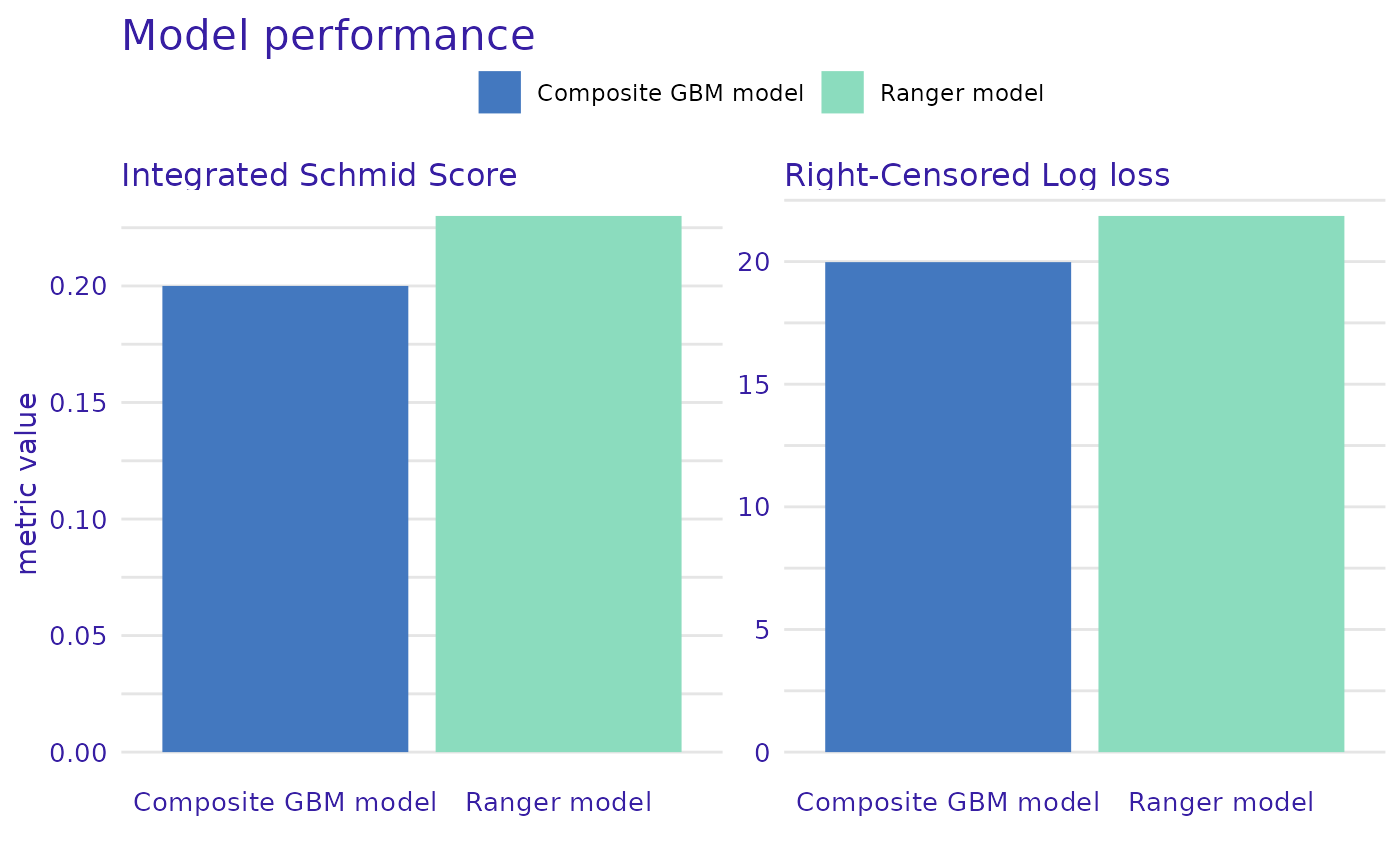 Model performance
Composite GBM model
Ranger model
Integrated Schmid Score
Right-Censored Log loss
metric value
0.20
0.15
0.10
0.05
0.00
20
15
10
5
0
Composite GBM model
Ranger model
Composite GBM model
Ranger model